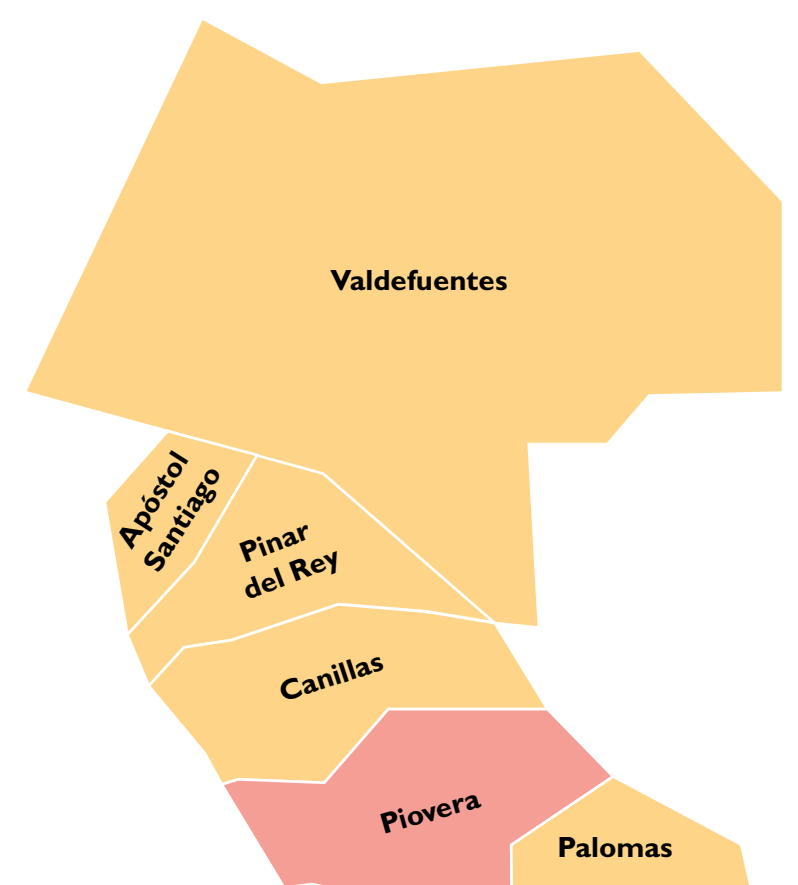 Valdefuentes
Apóstol
Santiago
Pinar
del Rey
Canillas
Piovera
Palomas